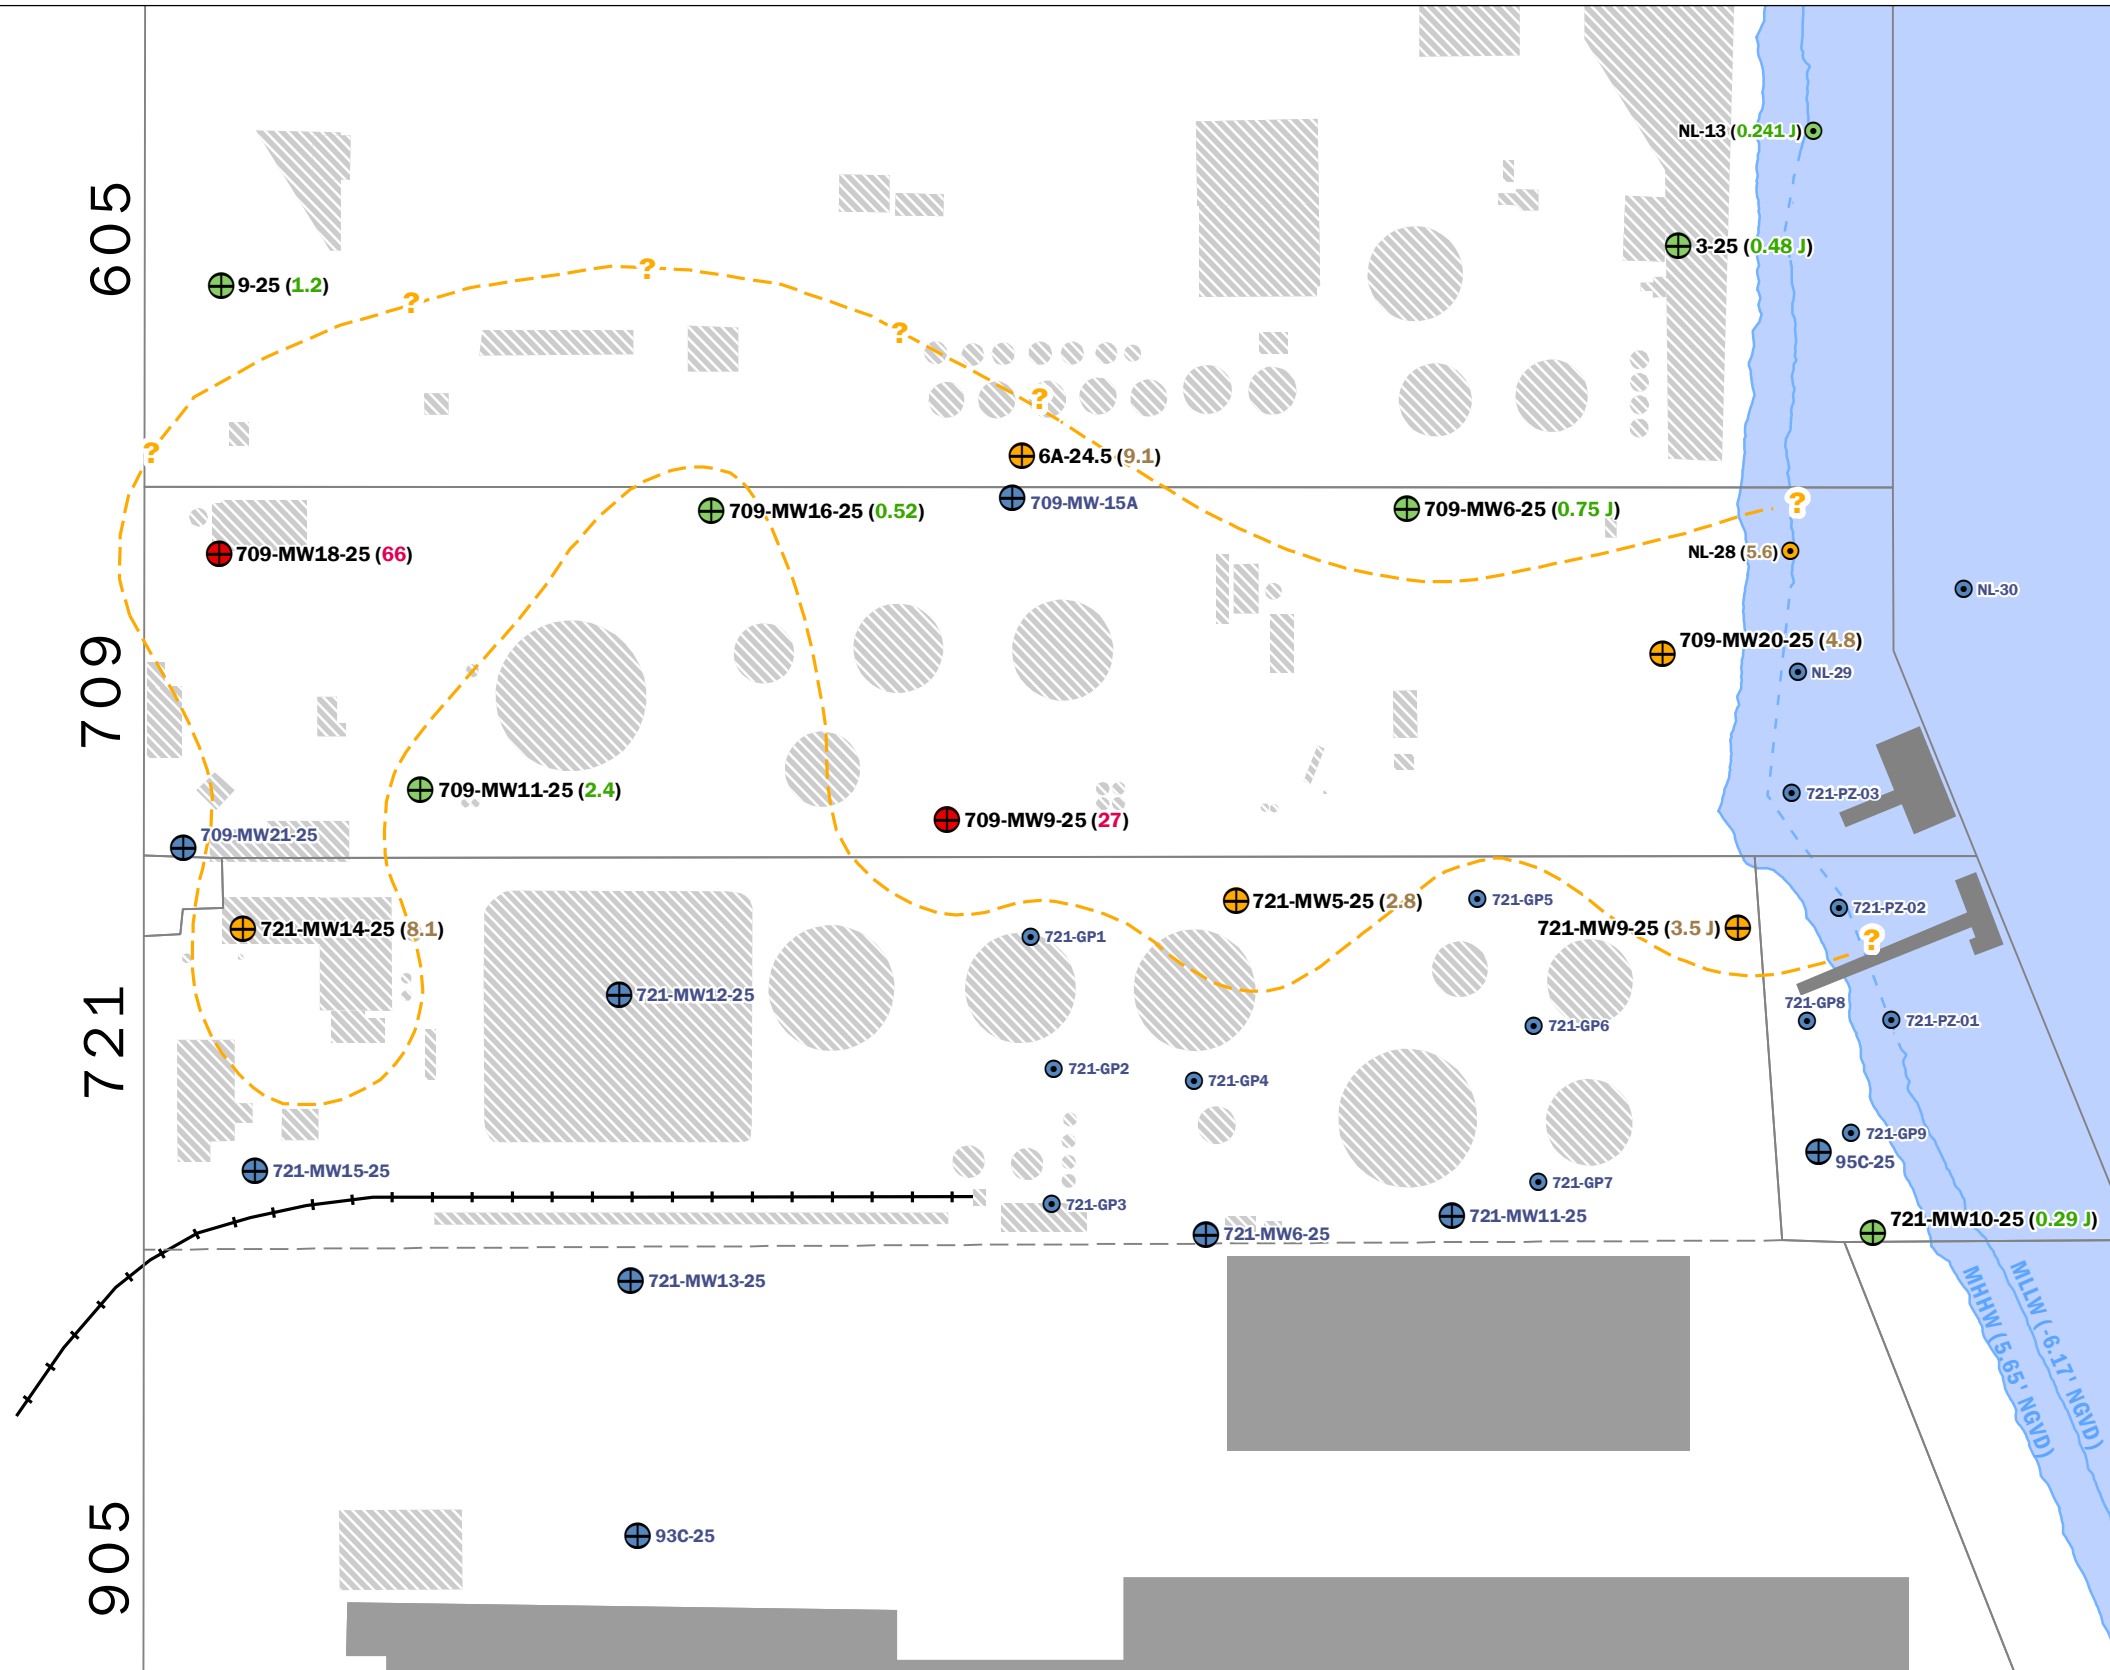 NL-13 (0.241 J)
605
3-25 (0.48 J)
9-25 (1.2)
?
?
?
?
?
6A-24.5 (9.1)
709-MW-15A
709-MW16-25 (0.52)
709-MW6-25 (0.75 J)
?
709-MW18-25 (66)
NL-28 (5.6)
NL-30
709
709-MW20-25 (4.8)
NL-29
709-MW11-25 (2.4)
721-PZ-03
709-MW9-25 (27)
709-MW21-25
721-MW5-25 (2.8)
721-GP5
721-PZ-02
721-MW14-25 (8.1)
721-GP1
721-MW9-25 (3.5 J)
?
721-MW12-25
721-GP8
721
721-GP6
721-PZ-01
721-GP2
721-GP4
721-GP9
95C-25
721-MW15-25
721-GP7
721-GP3
721-MW11-25
721-MW6-25
721-MW10-25 (0.29 J)
721-MW13-25
MHHW (5.65' NGVD)
MLLW (-6.17' NGVD)
905
93C-25